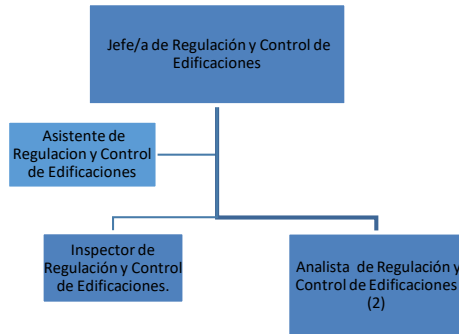 Jefe/a de Regulación y Control de
Edificaciones
Asistente de
Regulacion y Control
de Edificaciones
Inspector de
Regulación y Control
de Edificaciones.
Analista de Regulación y
Control de Edificaciones
(2)